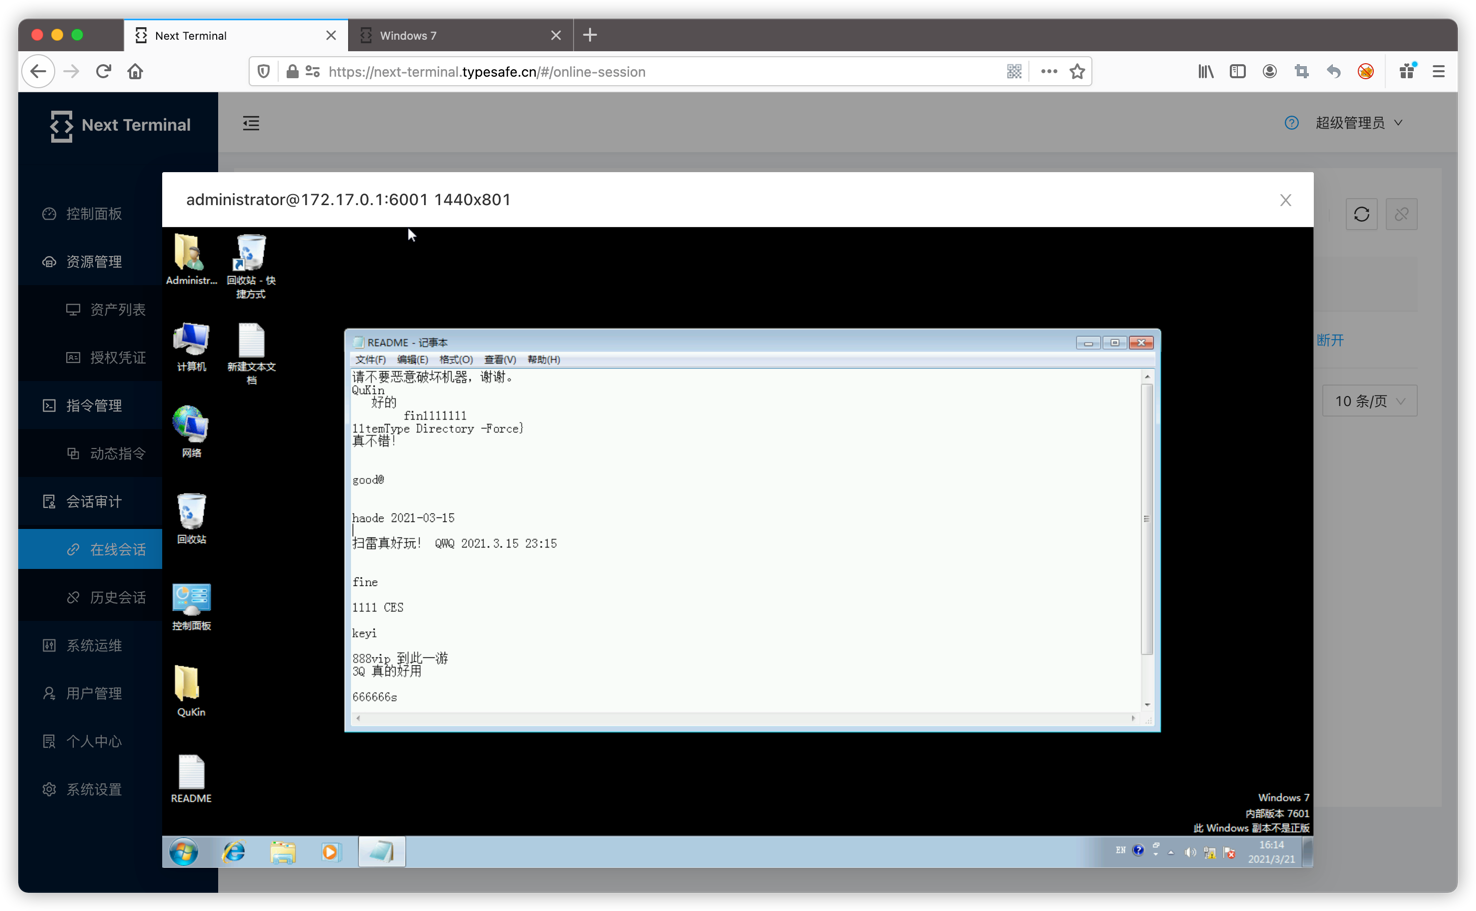 Next Terminal
Windows 7
https://next-terminal.typesafe.cn/#/online-session
Next Terminal
超级管理员
administrator@172.17.0.1:6001 1440x801
控制面板
资源管理
资产列表
授权凭证
指令管理
动态指令
会话审计
在线会话
历史会话
系统运维
用户管理
个人中心
系统设置
断开
10 条/页
Administr...
回收站 - 快
捷方式
计算机
新建文本文
档
网络
回收站
控制面板
QuKin
README
README - 记事本
文件(F) 编辑(E) 格式(O) 查看(V) 帮助(H)
请不要恶意破坏机器，谢谢。
QuKin
好的
fin1111111
11temType Directory -Force}
真不错！
good@
haode 2021-03-15
扫雷真好玩！ QWQ 2021.3.15 23:15
fine
1111 CES
keyi
888vip 到此一游
3Q 真的好用
666666s
Windows 7
内部版本 7601
此 Windows 副本不是正版
EN
16:14
2021/3/21